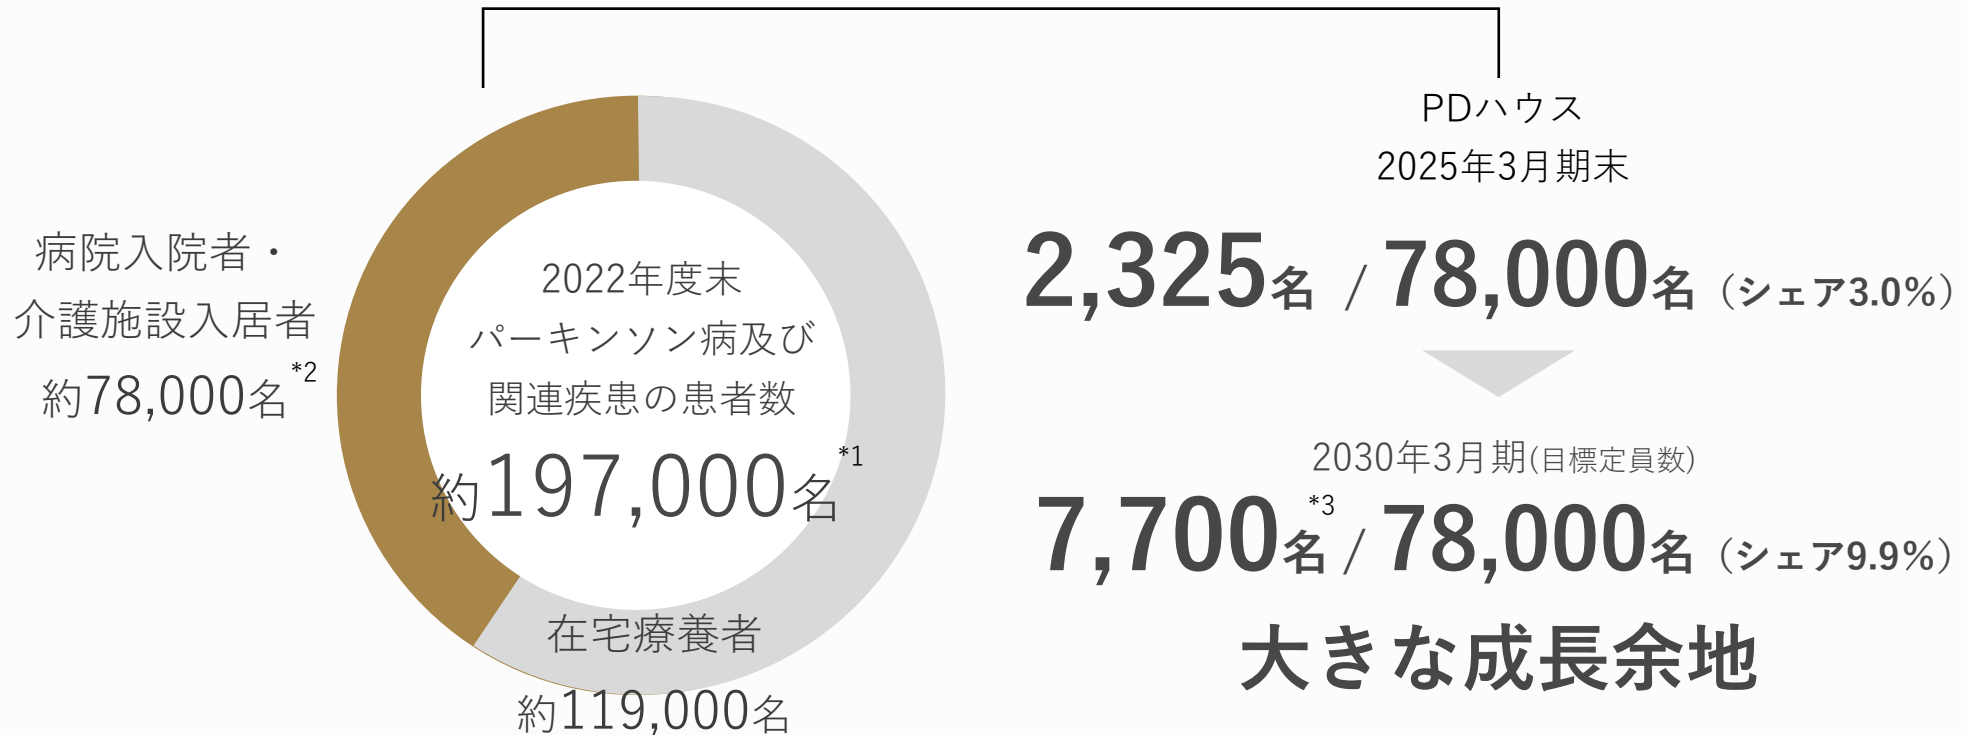 病院入院者・
介護施設入居者
約78,000名*2
2022年度末
パーキンソン病及び
関連疾患の患者数
約197,000名*1
在宅療養者
約119,000名
PDハウス
2025年3月期末
2,325名 / 78,000名（シェア3.0%）
2030年3月期(目標定員数)
7,700名*3 / 78,000名（シェア9.9%）
大きな成長余地